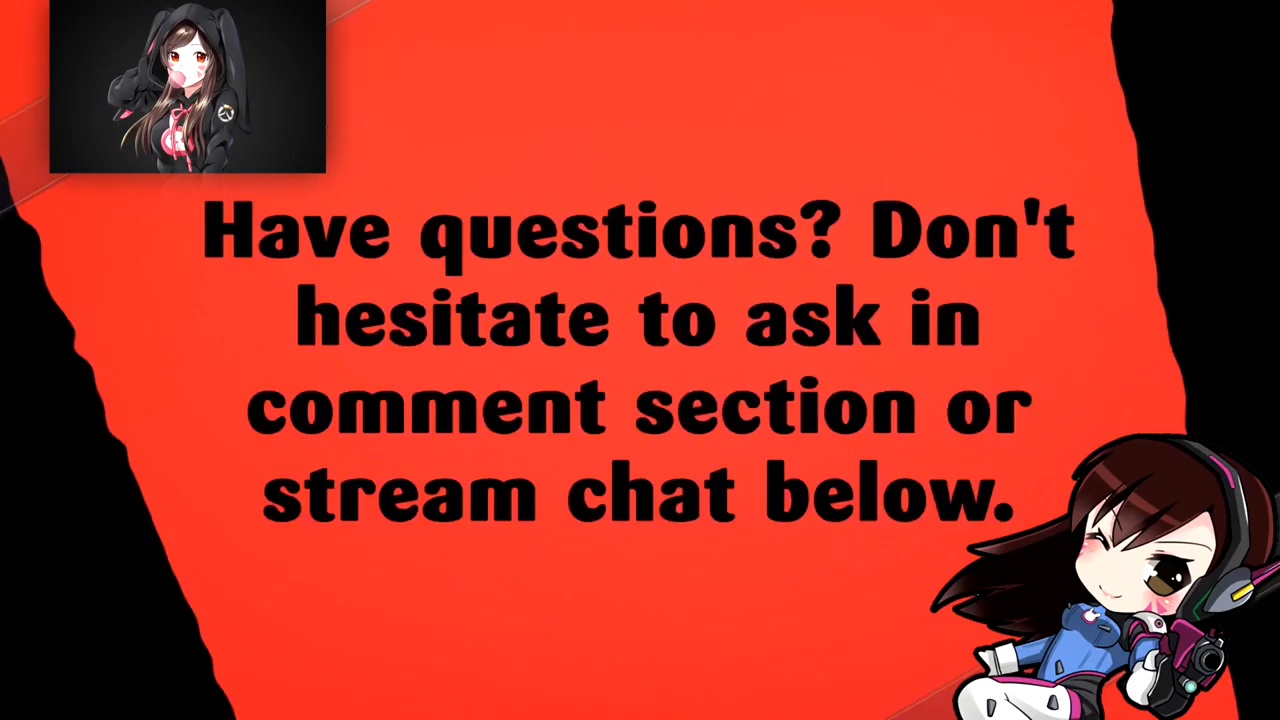 Have questions? Don't
hesitate to ask in
comment section or
stream chat below.